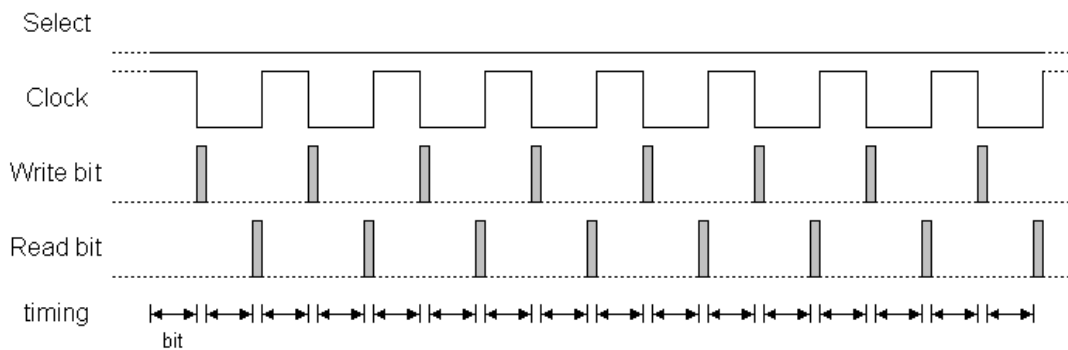 Select
Clock
Write bit
Read bit
timing
bit